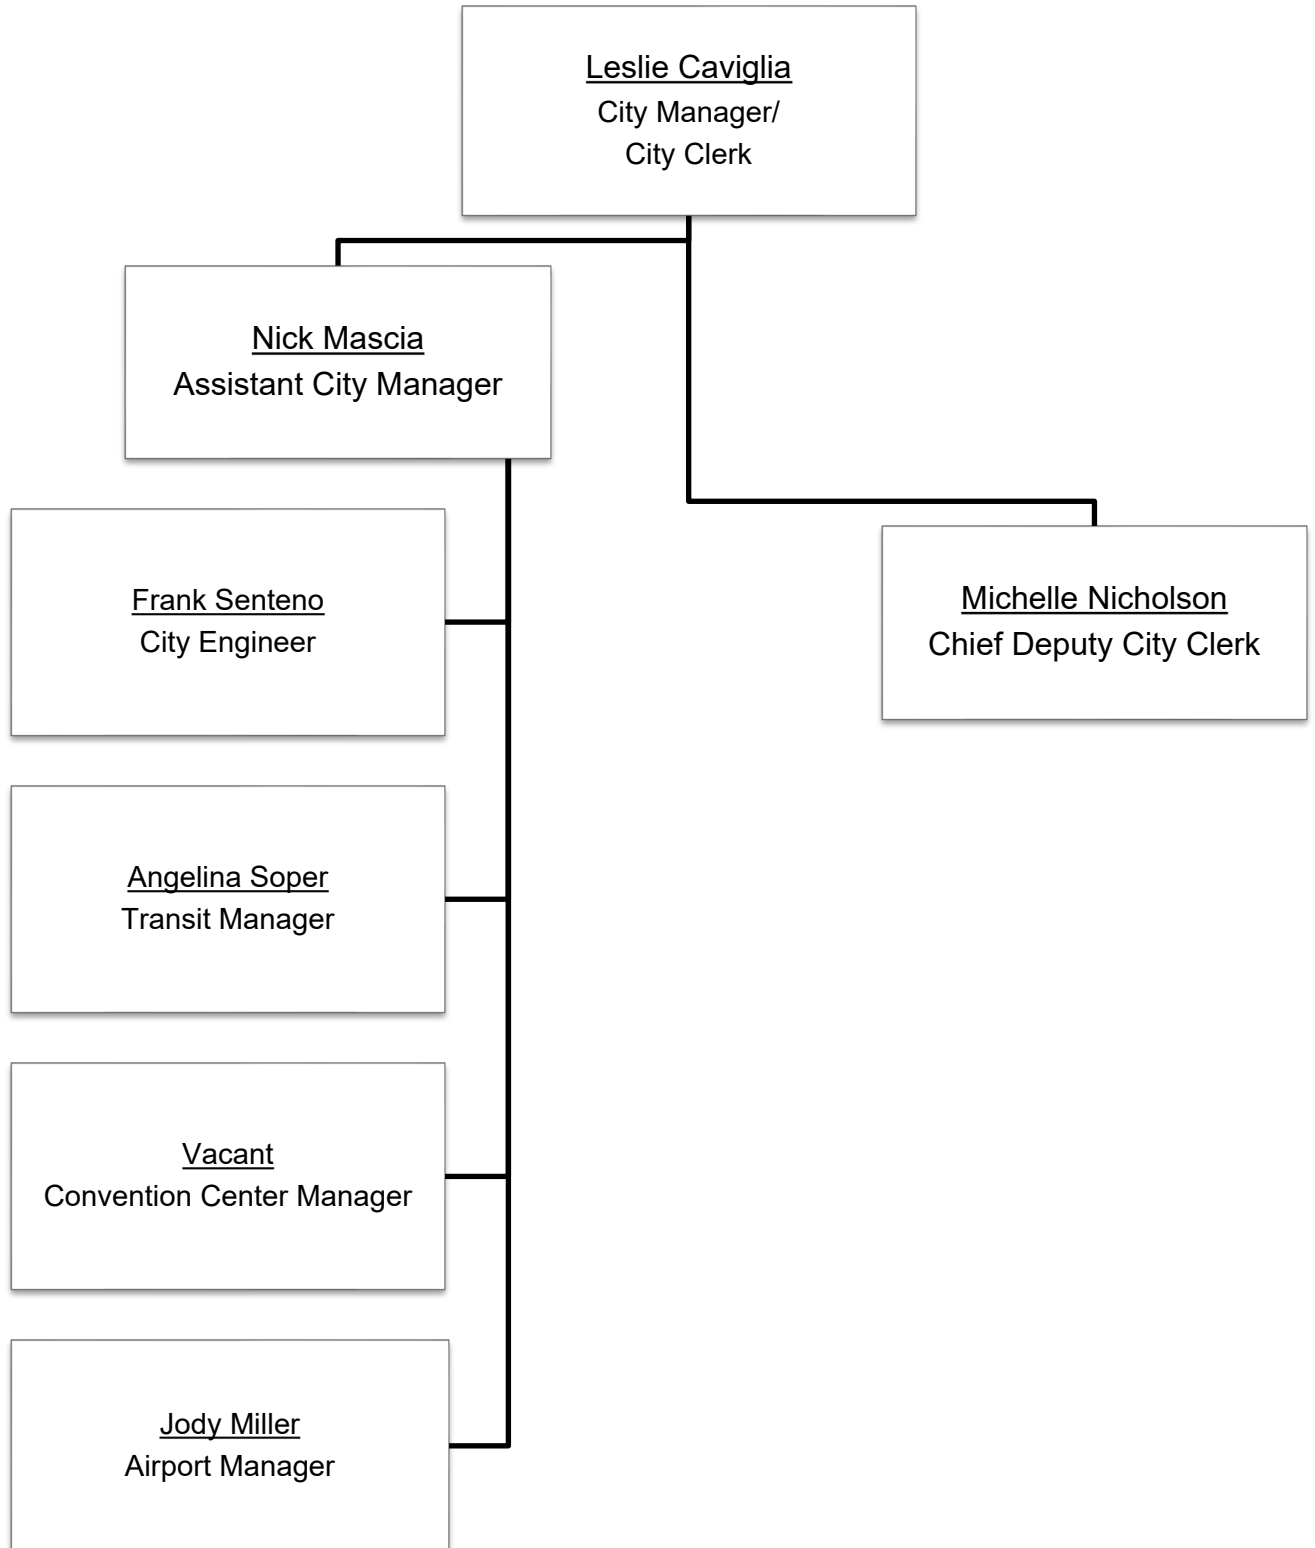 Leslie Caviglia
City Manager/
City Clerk
Nick Mascia
Assistant City Manager
Frank Senteno
City Engineer
Michelle Nicholson
Chief Deputy City Clerk
Angelina Soper
Transit Manager
Vacant
Convention Center Manager
Jody Miller
Airport Manager